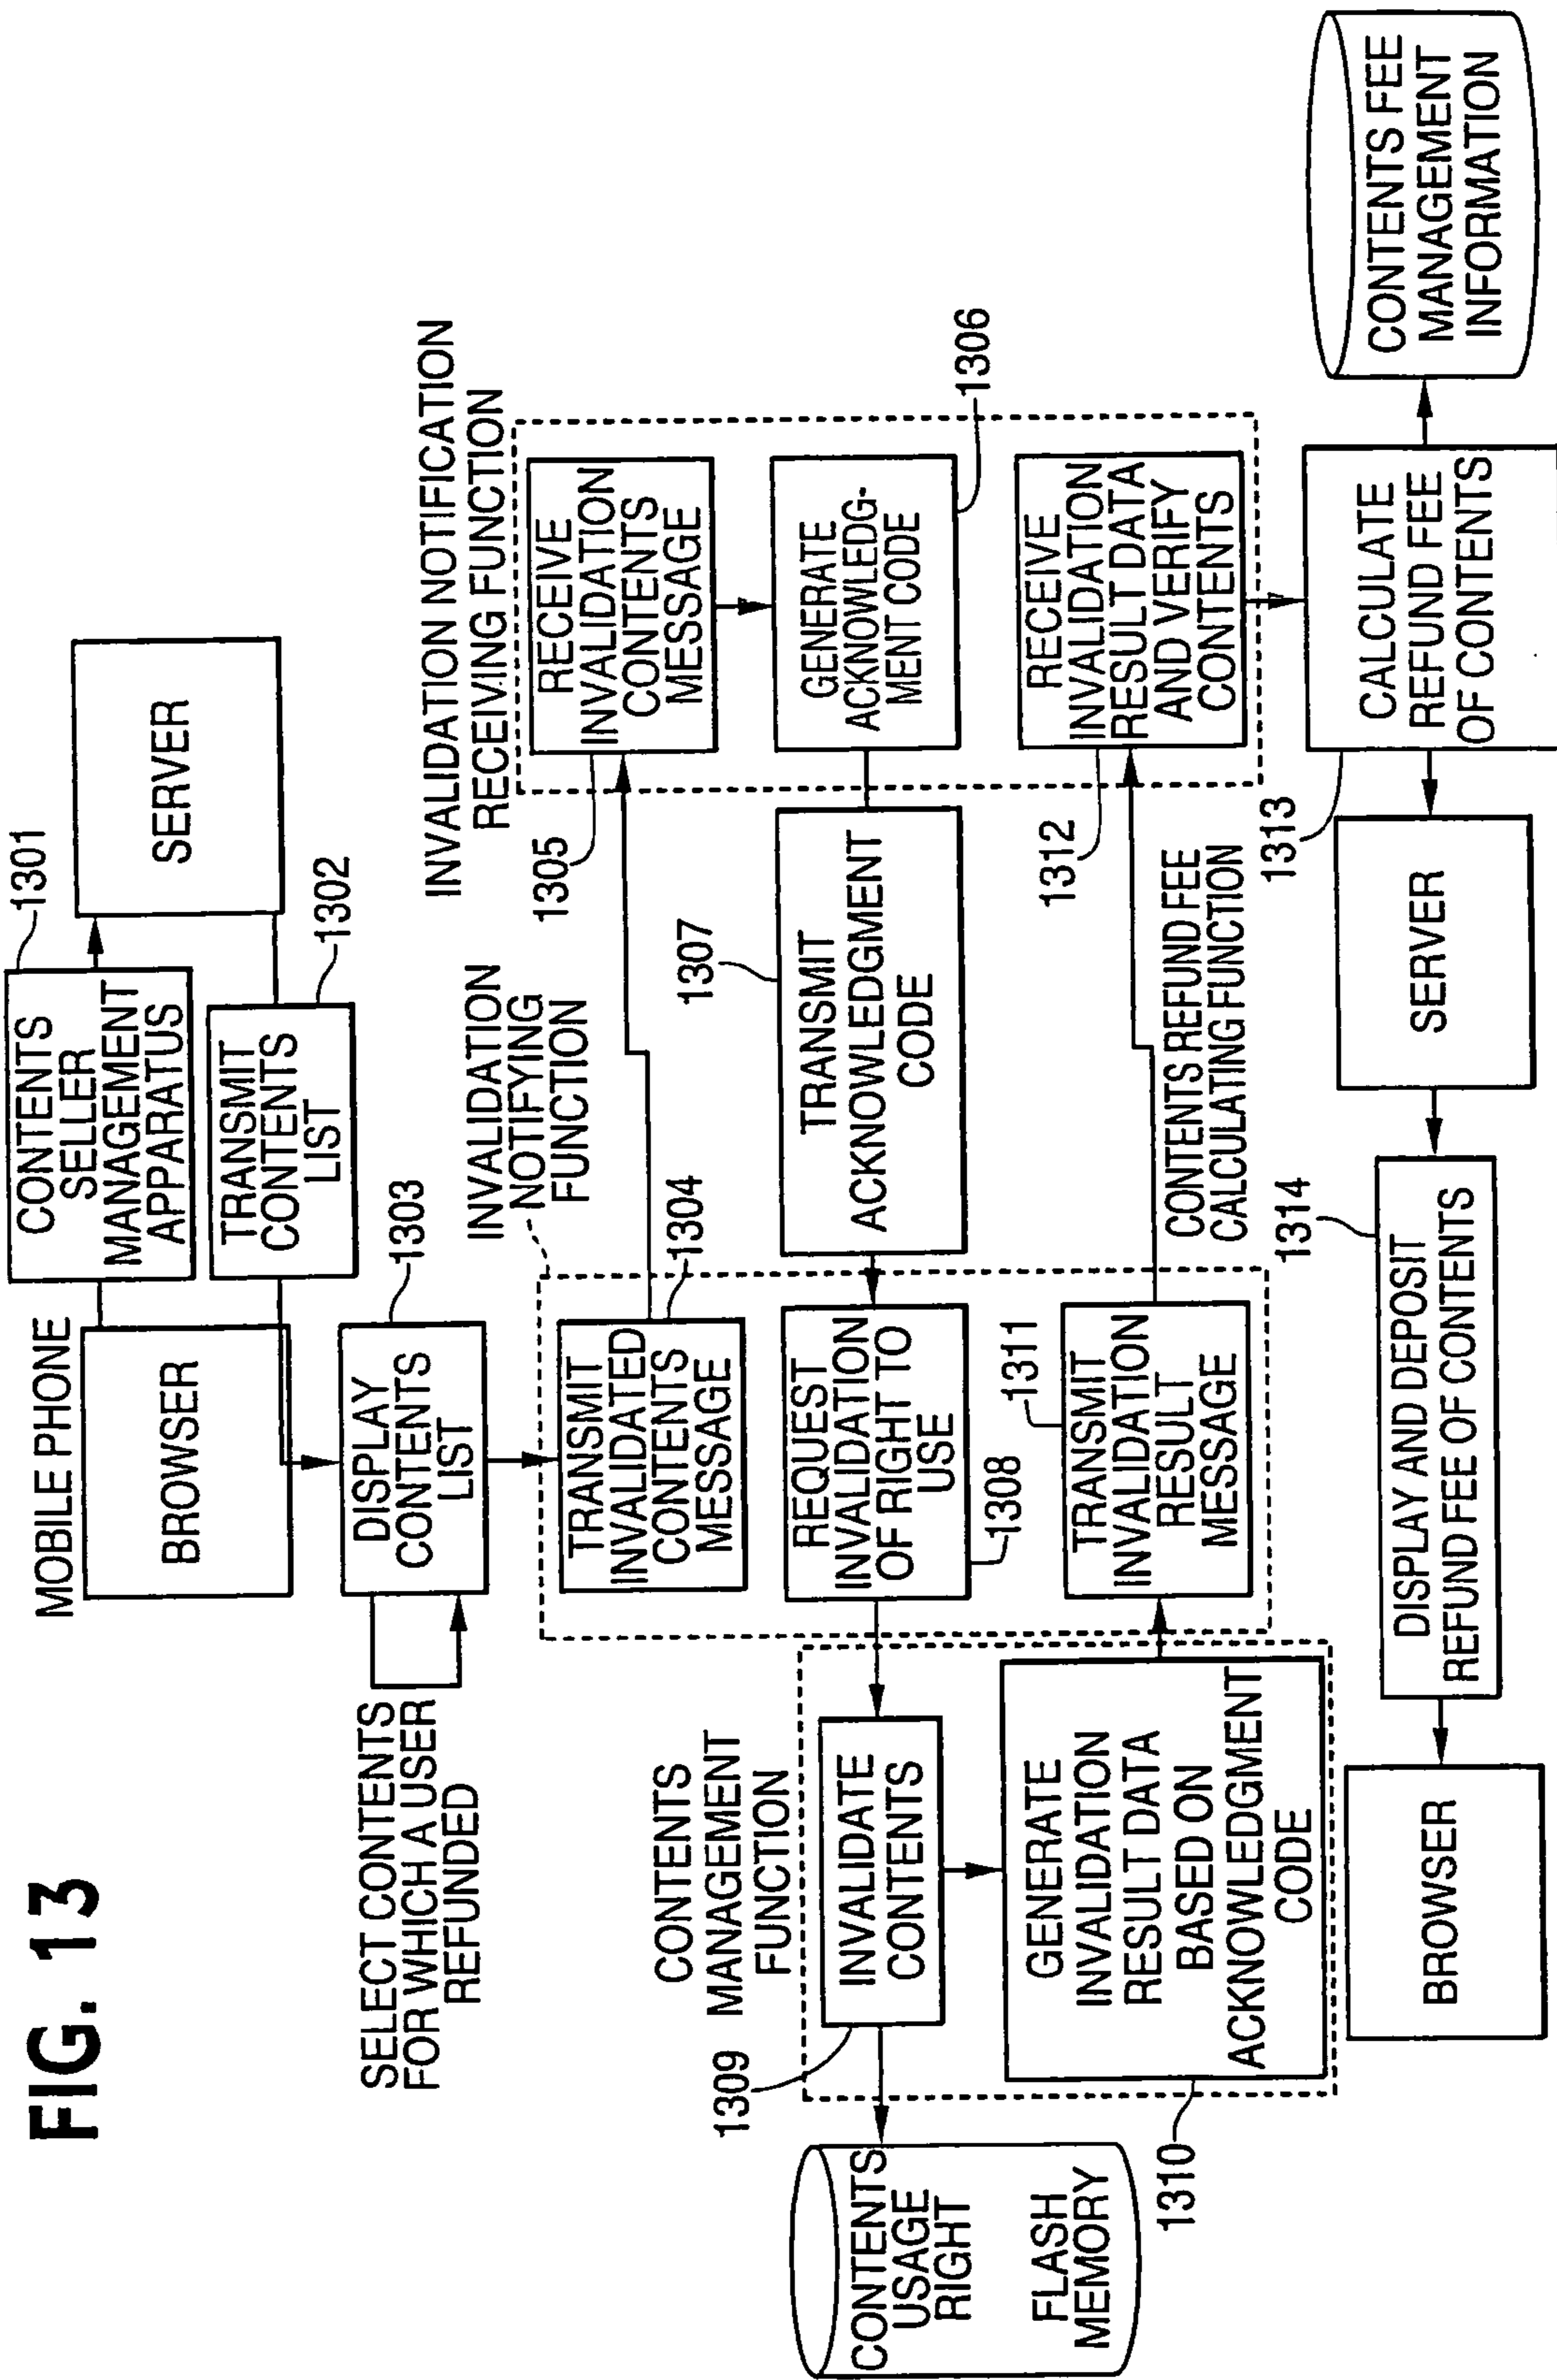 FIG. 13
MOBILE PHONE
BROWSER
CONTENTS
SELLER
MANAGEMENT
APPARATUS
1301
SERVER
TRANSMIT
CONTENTS
LIST
1302
SELECT CONTENTS
FOR WHICH A USER
REFUNDED
DISPLAY
CONTENTS
LIST
1303
INVALIDATION
NOTIFYING
FUNCTION
INVALIDATION NOTIFICATION
RECEIVING FUNCTION
TRANSMIT
INVALIDATED
CONTENTS
MESSAGE
1304
1305
RECEIVE
INVALIDATION
CONTENTS
MESSAGE
GENERATE
ACKNOWLEDG-
MENT CODE
1306
1307
TRANSMIT
ACKNOWLEDGMENT
CODE
REQUEST
INVALIDATION
OF RIGHT TO
USE
1308
CONTENTS
MANAGEMENT
FUNCTION
1309
INVALIDATE
CONTENTS
CONTENTS
USAGE
RIGHT
FLASH
MEMORY
GENERATE
INVALIDATION
RESULT DATA
BASED ON
ACKNOWLEDGMENT
CODE
1310
1311
TRANSMIT
INVALIDATION
RESULT
MESSAGE
1312
RECEIVE
INVALIDATION
RESULT DATA
AND VERIFY
CONTENTS
CONTENTS REFUND FEE
CALCULATING FUNCTION
1313
CALCULATE
REFUND FEE
OF CONTENTS
CONTENTS FEE
MANAGEMENT
INFORMATION
SERVER
1314
DISPLAY AND DEPOSIT
REFUND FEE OF CONTENTS
BROWSER